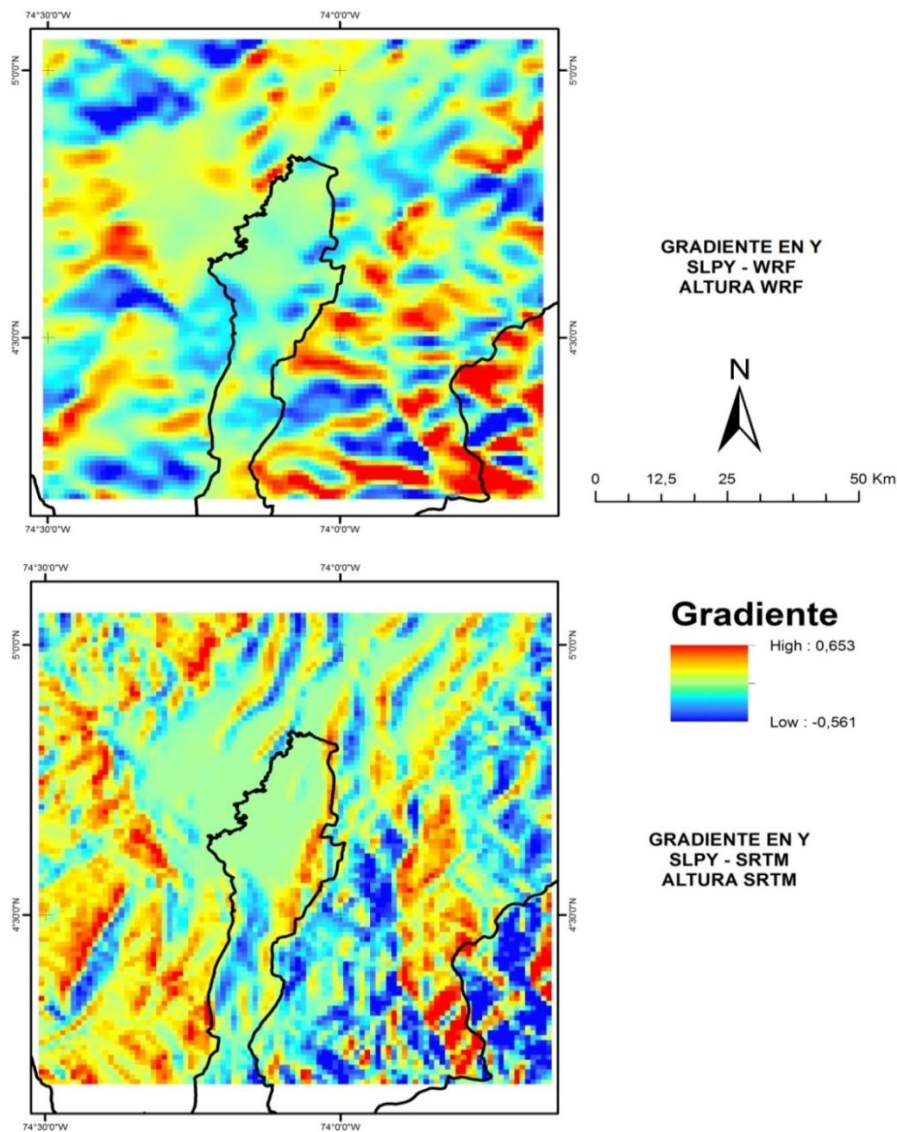 74°30'0"W 74°0'0"W
5°0'0"N 5°0'0"N
GRADIENTE EN Y
SLPY - WRF
ALTURA WRF
4°30'0"N 4°30'0"N
N
0 12,5 25 50 Km
74°30'0"W 74°0'0"W
74°30'0"W 74°0'0"W
Gradiente
High : 0,653
Low : -0,561
5°0'0"N 5°0'0"N
GRADIENTE EN Y
SLPY - SRTM
ALTURA SRTM
4°30'0"N 4°30'0"N
74°30'0"W 74°0'0"W